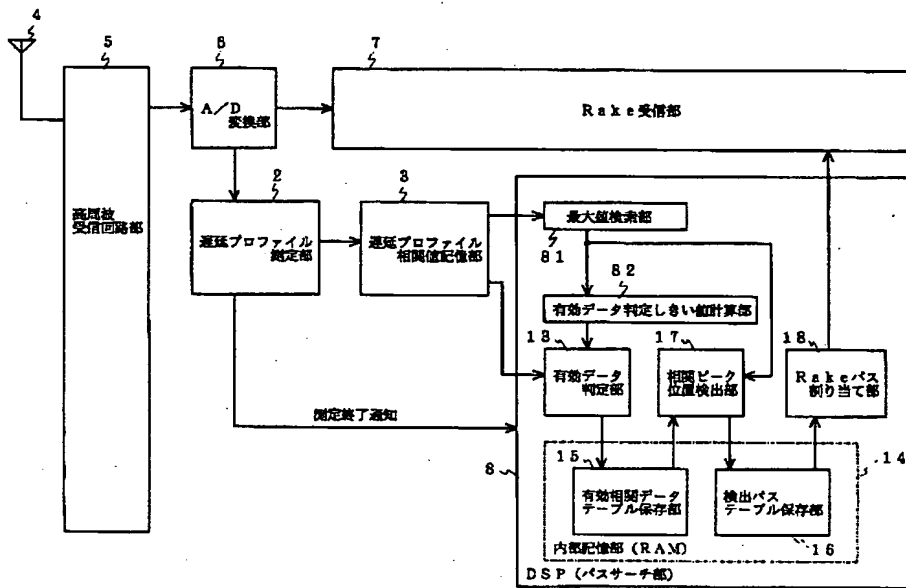 4
5
6
7
A/D
変換部
Rake受信部
高周波
受信回路部
2
3
遅延プロファイル
測定部
遅延プロファイル
相関値記憶部
最大値検索部
81
82
有効データ判定しきい値計算部
13
17
18
有効データ
判定部
相関ピーク
位置検出部
Rakeパス
割り当て部
測定終了通知
14
8
15
有効相関データ
テーブル保存部
検出パス
テーブル保存部
16
内部記憶部(RAM)
DSP(パスサーチ部)